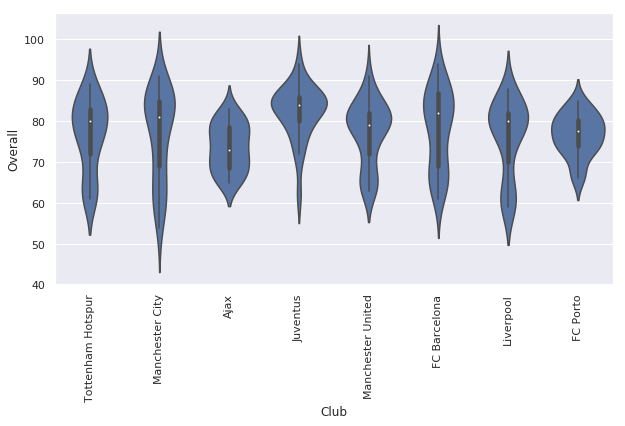 100
90
80
70
60
50
40
Overall
Tottenham Hotspur
Manchester City
Ajax
Juventus
Manchester United
FC Barcelona
Liverpool
FC Porto
Club